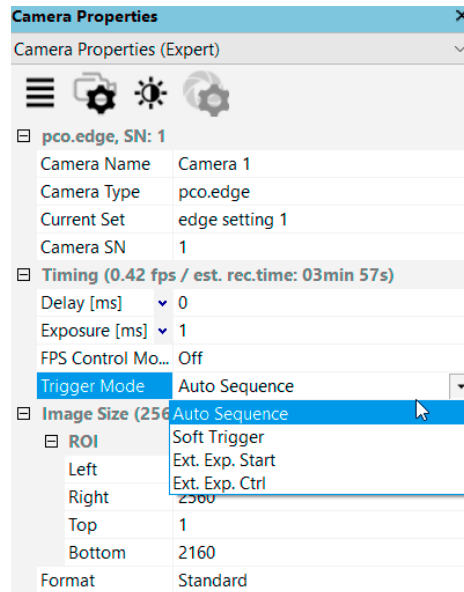 Camera Properties
Camera Properties (Expert)
pco.edge, SN: 1
Camera Name Camera 1
Camera Type pco.edge
Current Set edge setting 1
Camera SN 1
Timing (0.42 fps / est. rec.time: 03min 57s)
Delay [ms] 0
Exposure [ms] 1
FPS Control Mo... Off
Trigger Mode Auto Sequence
Image Size (256 Auto Sequence
ROI Soft Trigger
Left Ext. Exp. Start
Ext. Exp. Ctrl
Right 2560
Top 1
Bottom 2160
Format Standard